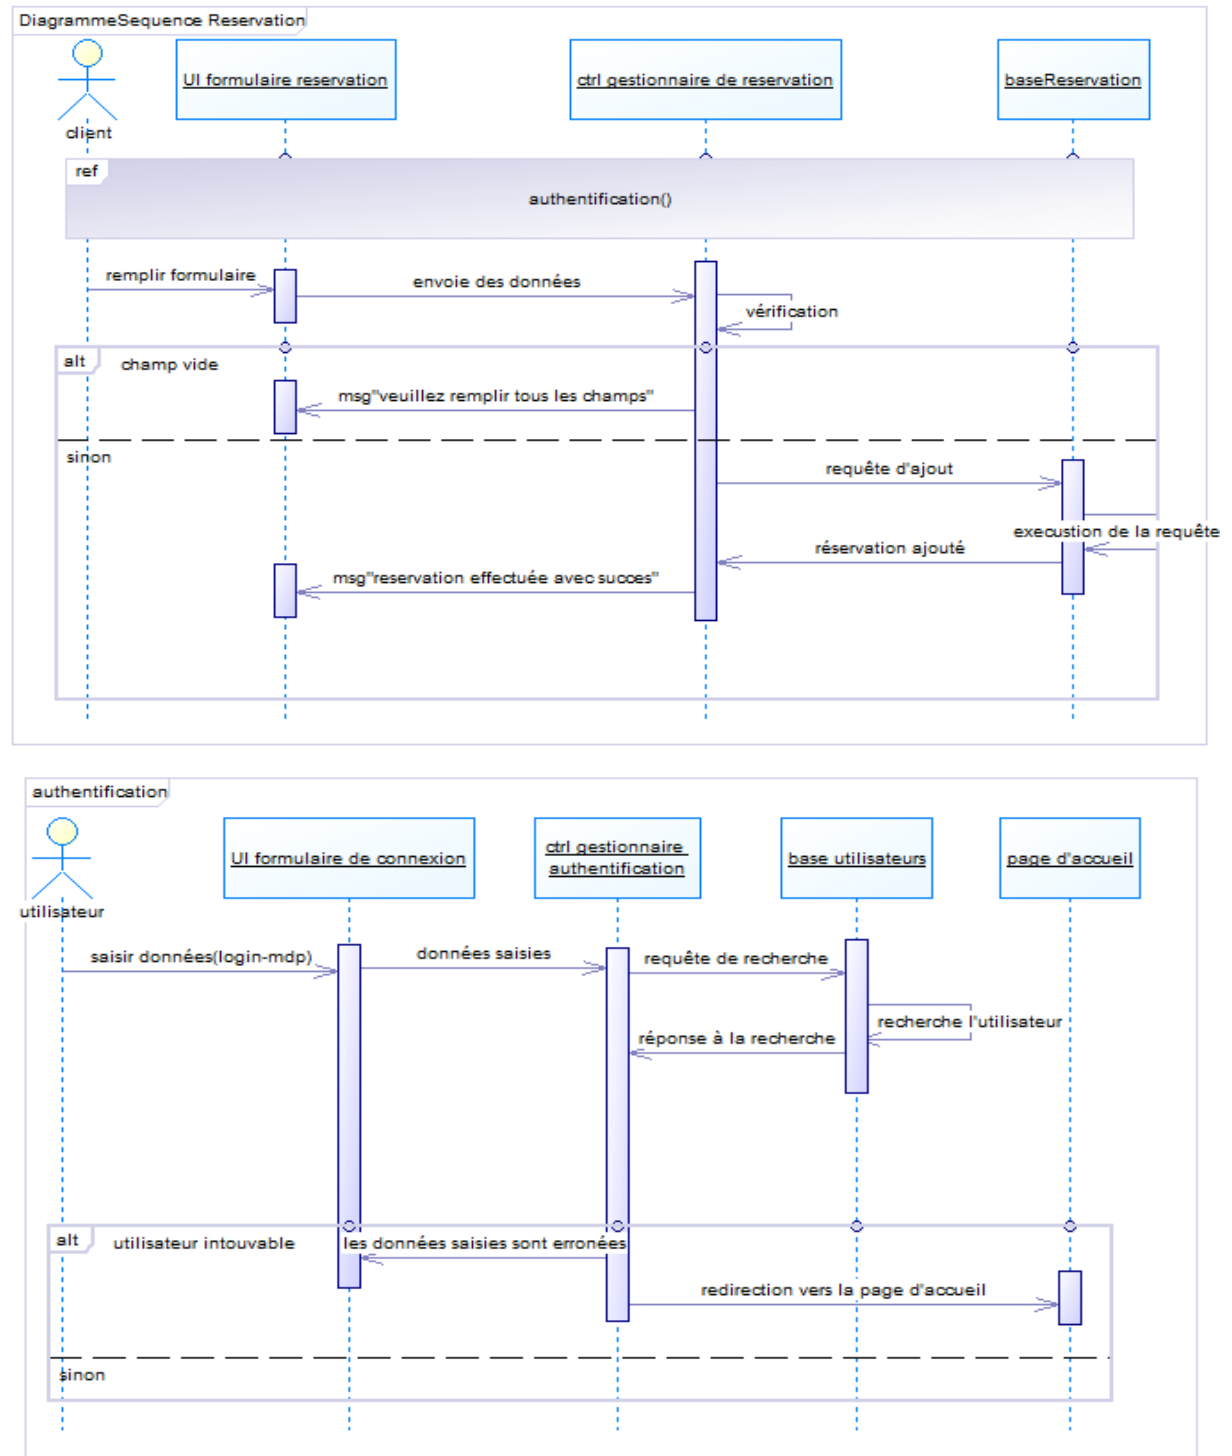 DiagrammeSequence Reservation
UI formulaire reservation
ctrl gestionnaire de reservation
baseReservation
client
ref
authentification()
remplir formulaire
envoie des données
vérification
alt
champ vide
msg"veuillez remplir tous les champs"
sinon
requête d'ajout
execustion de la requête
réservation ajouté
msg"reservation effectuée avec succes"
authentification
UI formulaire de connexion
ctrl gestionnaire
authentification
base utilisateurs
page d'accueil
utilisateur
saisir données(login-mdp)
données saisies
requête de recherche
recherche l'utilisateur
réponse à la recherche
alt
utilisateur intouvable
les données saisies sont erronées
redirection vers la page d'accueil
sinon